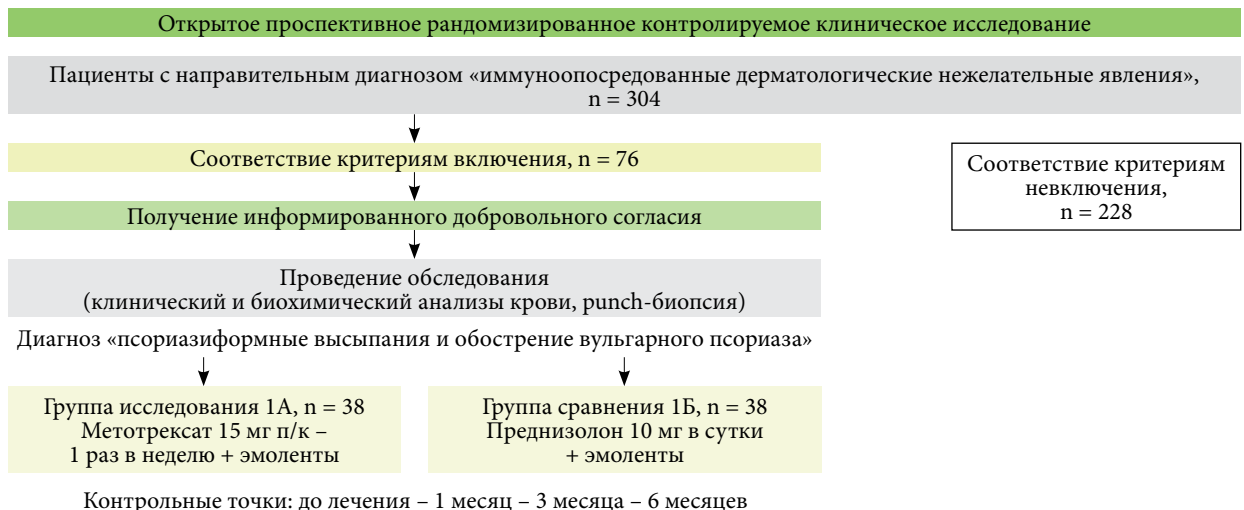 Открытое проспективное рандомизированное контролируемое клиническое исследование
Пациенты с направительным диагнозом «иммуноопосредованные дерматологические нежелательные явления»,
n = 304
Соответствие критериям включения, n = 76
Соответствие критериям
невключения,
n = 228
Получение информированного добровольного согласия
Проведение обследования
(клинический и биохимический анализы крови, punch-биопсия)
Диагноз «псориазиформные высыпания и обострение вульгарного псориаза»
Группа исследования 1А, n = 38
Метотрексат 15 мг п/к –
1 раз в неделю + эмоленты
Группа сравнения 1Б, n = 38
Преднизолон 10 мг в сутки
+ эмоленты
Контрольные точки: до лечения – 1 месяц – 3 месяца – 6 месяцев